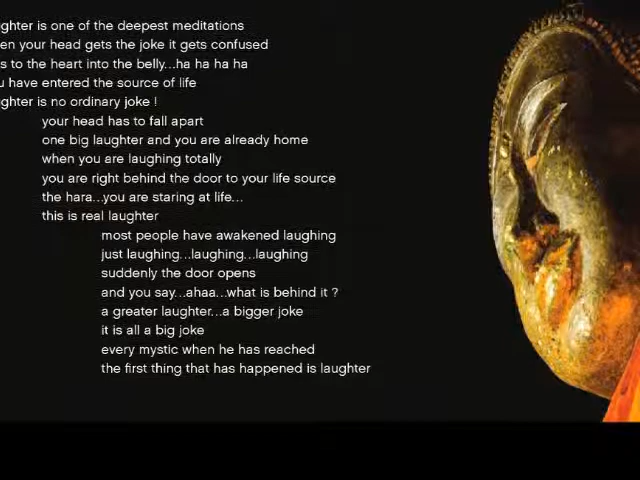 ghter is one of the deepest meditations
en your head gets the joke it gets confused
s to the heart into the belly...ha ha ha ha
u have entered the source of life
ghter is no ordinary joke !
your head has to fall apart
one big laughter and you are already home
when you are laughing totally
you are right behind the door to your life source
the hara...you are staring at life...
this is real laughter
most people have awakened laughing
just laughing...laughing...laughing
suddenly the door opens
and you say...ahaa...what is behind it ?
a greater laughter...a bigger joke
it is all a big joke
every mystic when he has reached
the first thing that has happened is laughter